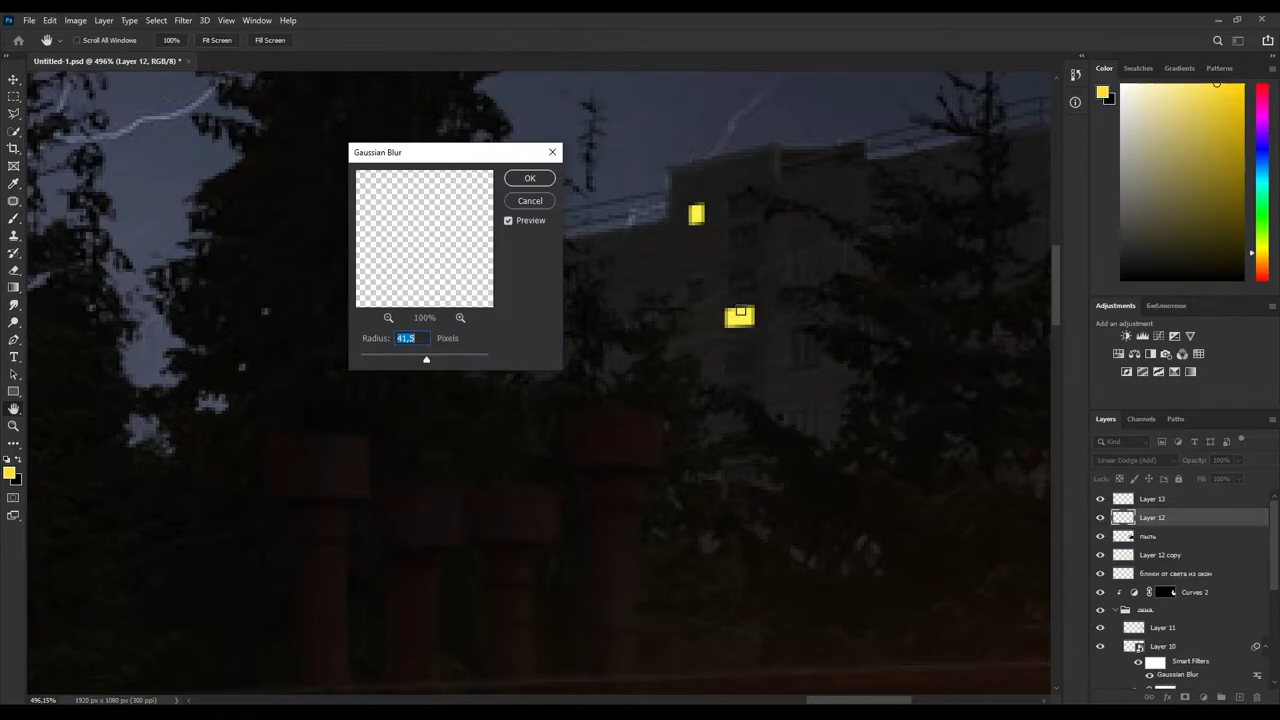 Ps File Edit Image Layer Type Select Filter 3D View Window Help
Scroll All Windows 100% Fit Screen Fill Screen
Untitled-1.psd @ 496% (Layer 12, RGB/8) *
Gaussian Blur
OK
Cancel
Preview
100%
Radius: 41,5 Pixels
Color Swatches Gradients Patterns
Adjustments Библиотеки
Add an adjustment
Layers Channels Paths
Kind
Linear Dodge (Add) Opacity: 100%
Lock: Fill: 100%
Layer 13
Layer 12
пыль
Layer 12 copy
блики от света из окон
Curves 2
окна
Layer 11
Layer 10
Smart Filters
Gaussian Blur
496.15% 1920 px x 1080 px (300 ppi)